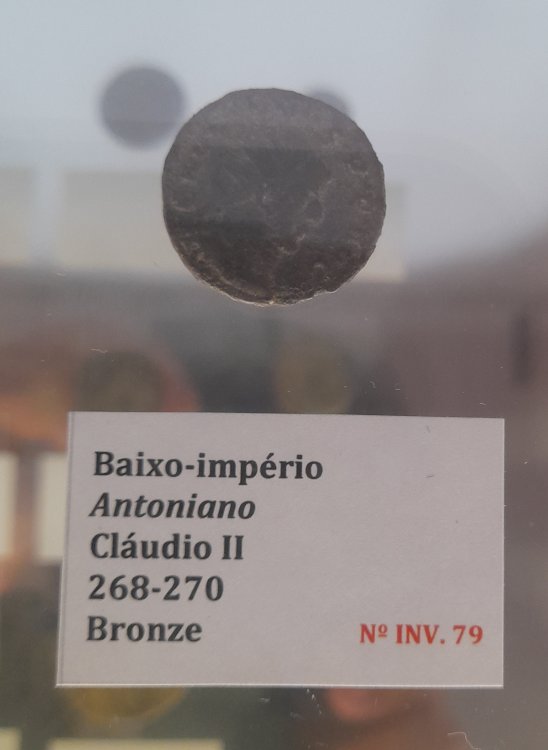 Baixo-império
Antoniano
Cláudio II
268-270
Bronze
Nº INV. 79